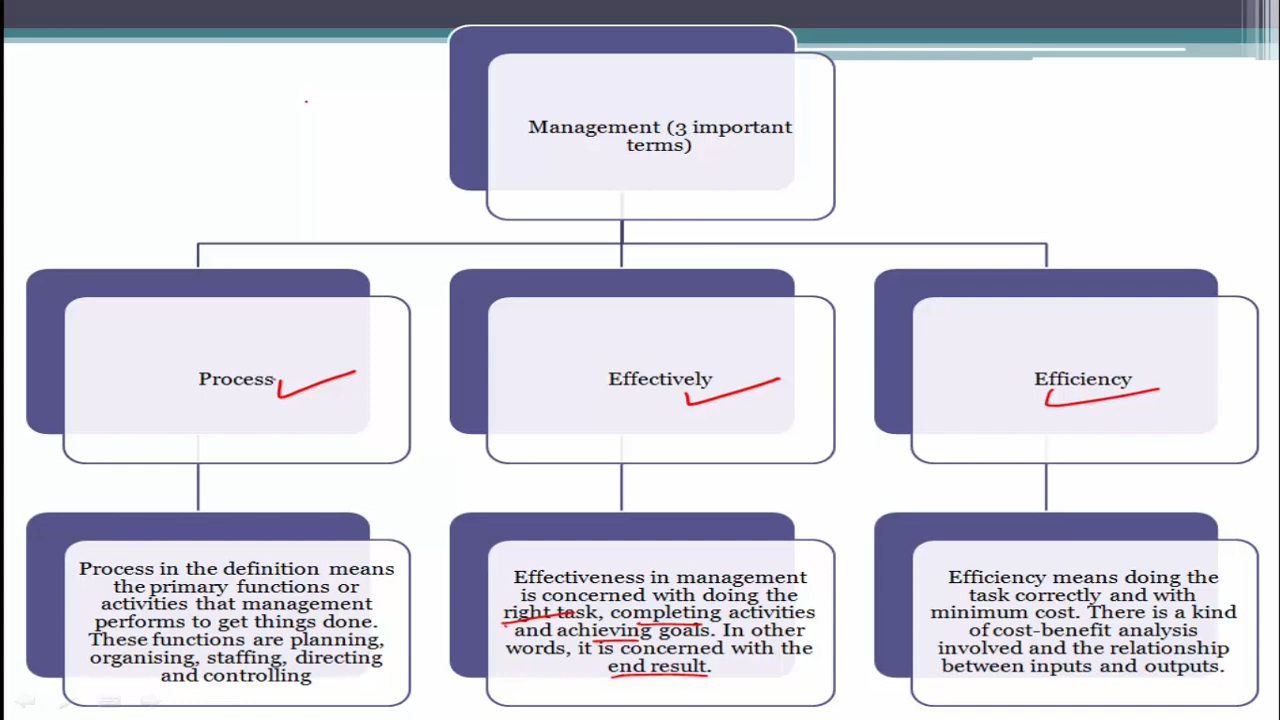 Management (3 important
terms)
Process
Effectively
Efficiency
Process in the definition means
the primary functions or
activities that management
performs to get things done.
These functions are planning,
organising, staffing, directing
and controlling
Effectiveness in management
is concerned with doing the
right task, completing activities
and achieving goals. In other
words, it is concerned with the
end result.
Efficiency means doing the
task correctly and with
minimum cost. There is a kind
of cost-benefit analysis
involved and the relationship
between inputs and outputs.